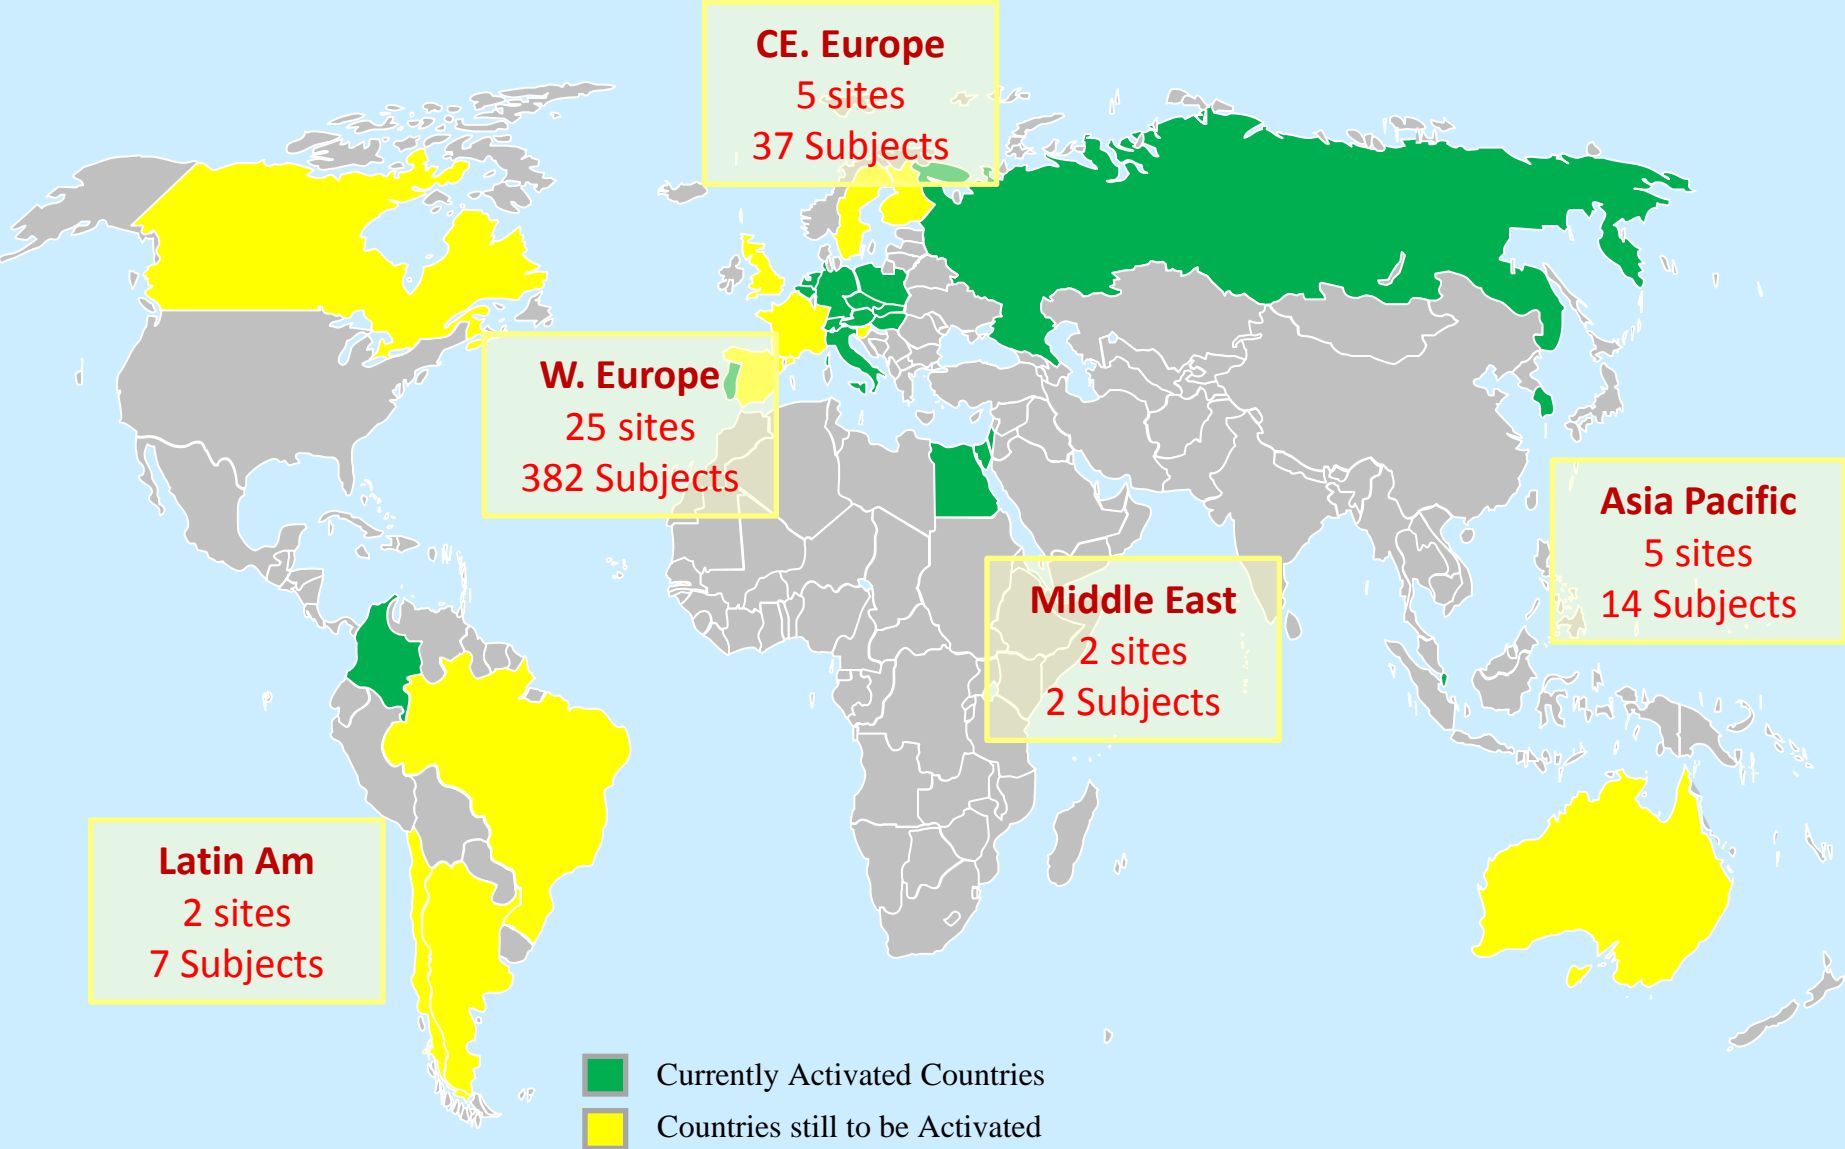 CE. Europe
5 sites
37 Subjects
W. Europe
25 sites
382 Subjects
Asia Pacific
5 sites
14 Subjects
Middle East
2 sites
2 Subjects
Latin Am
2 sites
7 Subjects
Currently Activated Countries
Countries still to be Activated